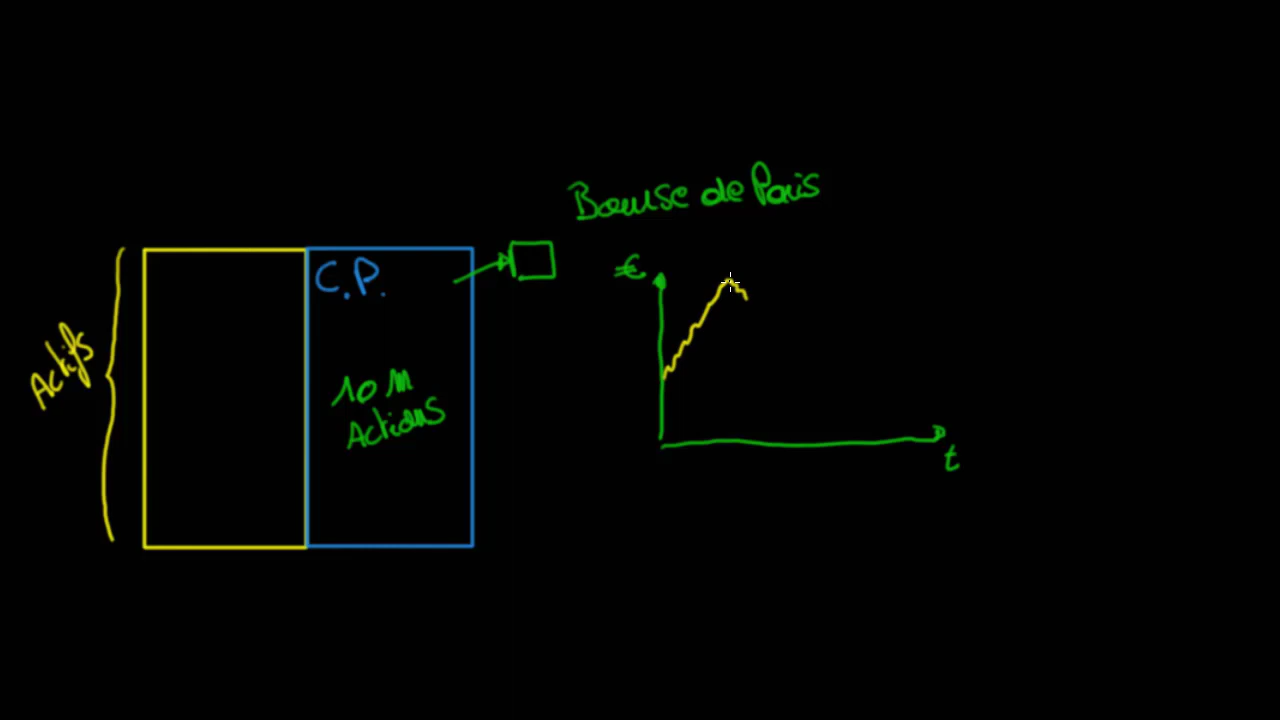 Bourse de Paris
C.P.
€
Actifs
10 M
Actions
t